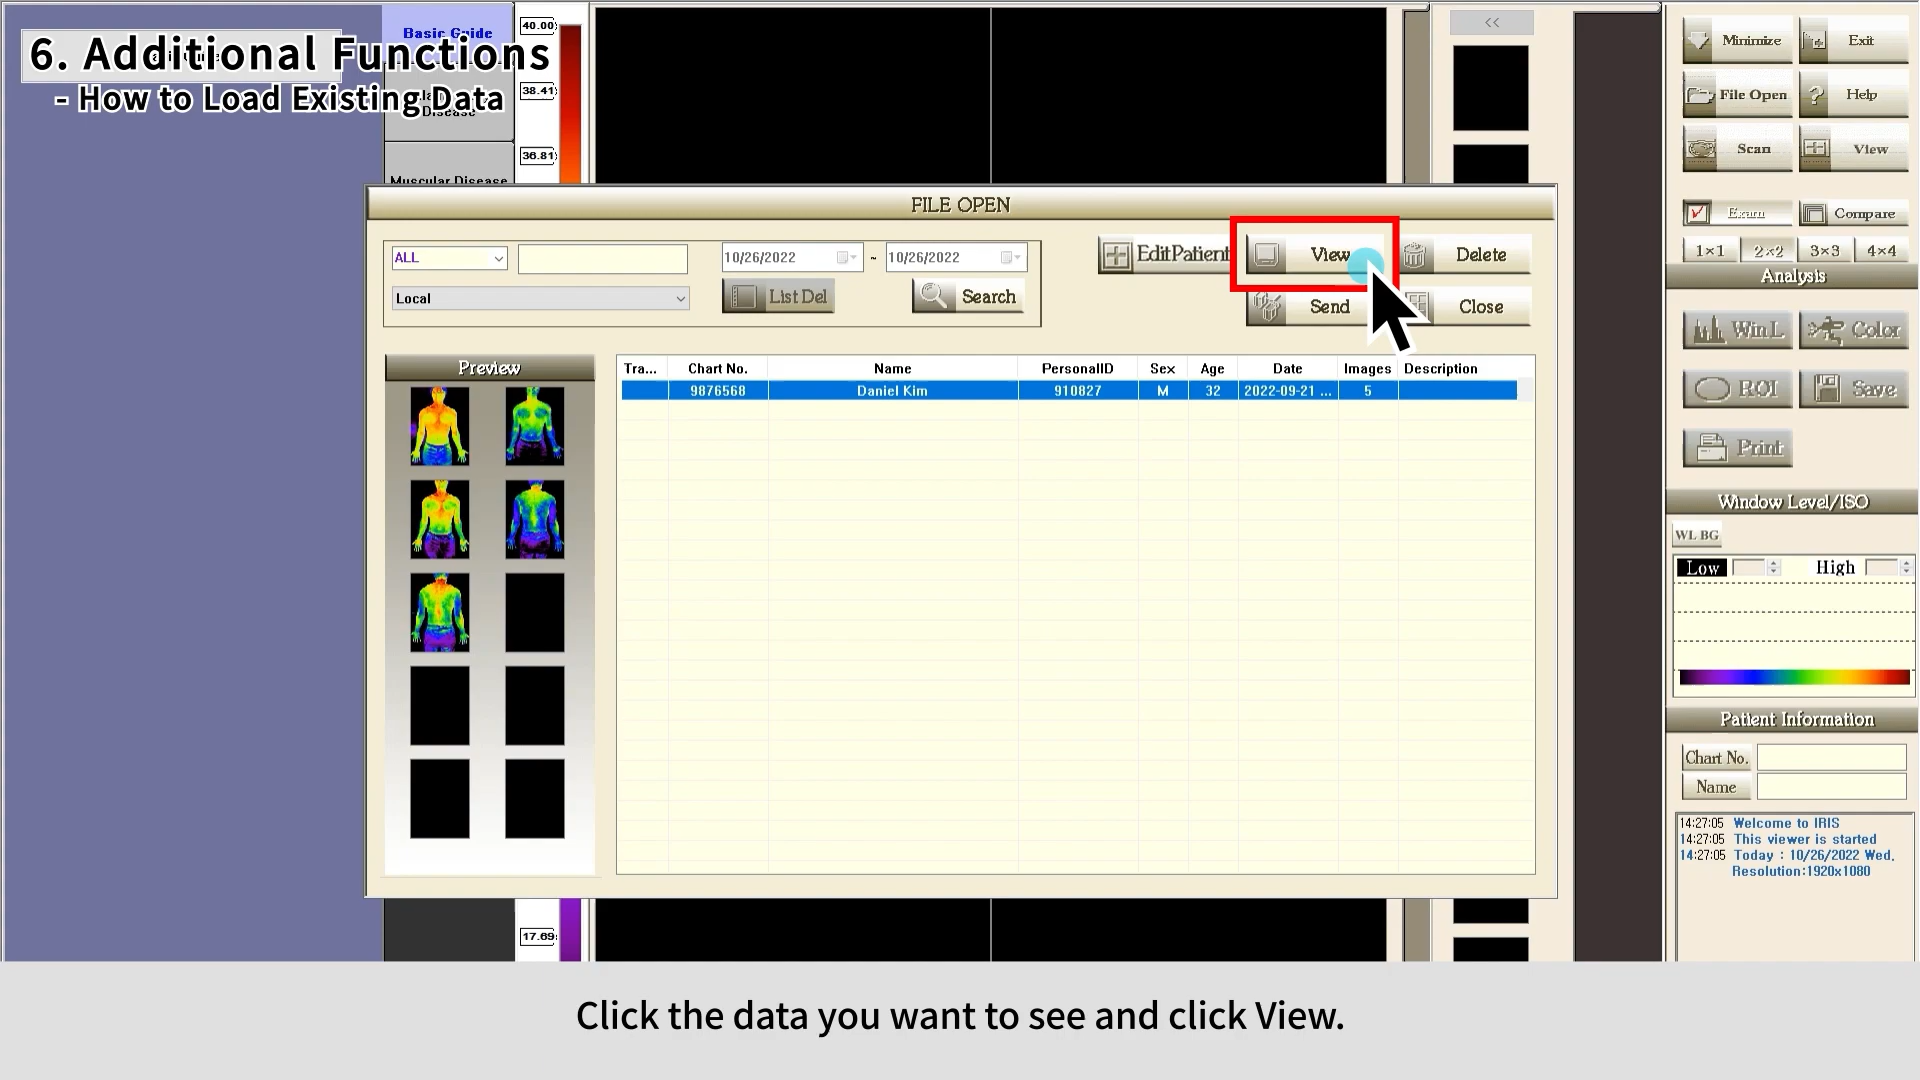 6. Additional Functions
- How to Load Existing Data
Basic Guide
Disease
Muscular Disease
40.00
38.41
36.81
17.69
<<
Minimize
Exit
File Open
Help
Scan
View
Exam
Compare
1×1
2×2
3×3
4×4
Analysis
Win L.
Color
ROI
Save
Print
Window Level/ISO
WL BG
Low
High
Patient Information
Chart No.
Name
14:27:05 Welcome to IRIS
14:27:05 This viewer is started
14:27:05 Today : 10/26/2022 Wed,
Resolution:1920x1080
FILE OPEN
ALL
10/26/2022 ~ 10/26/2022
Local
List Del
Search
EditPatient
View
Delete
Send
Close
Preview
Tra... Chart No. Name PersonalID Sex Age Date Images Description
9876568 Daniel Kim 910827 M 32 2022-09-21 ... 5
Click the data you want to see and click View.